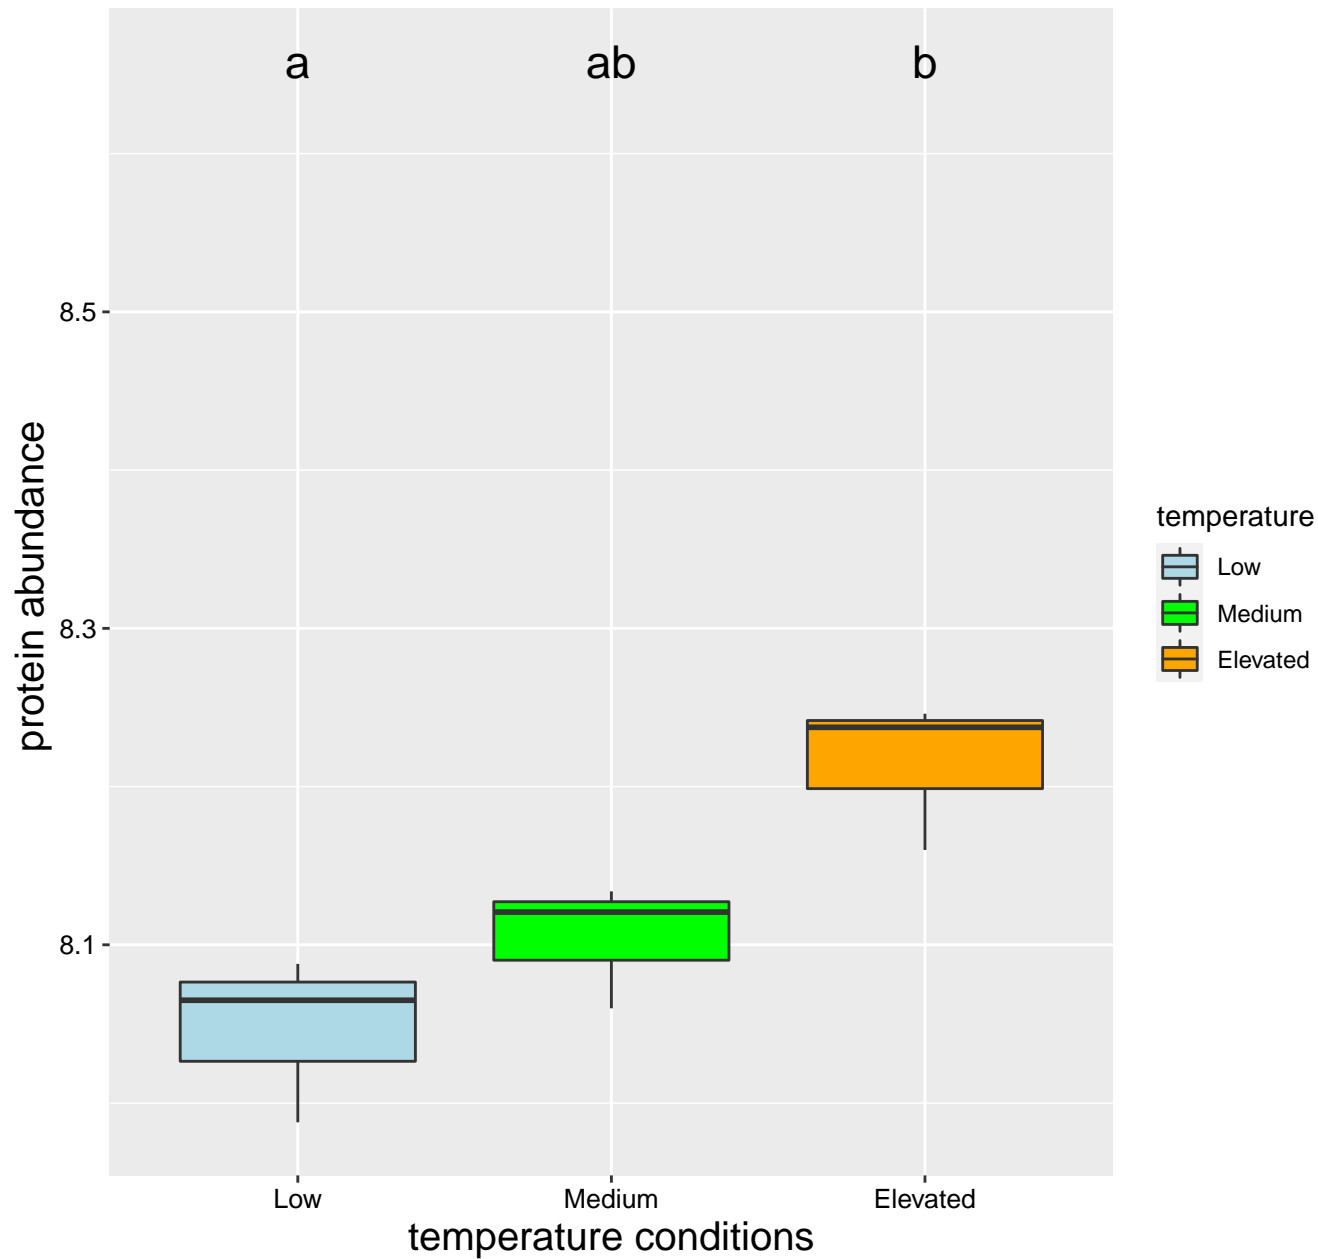 a ab b
8.5
8.3
8.1
protein abundance
Low Medium Elevated
temperature conditions
temperature
Low
Medium
Elevated